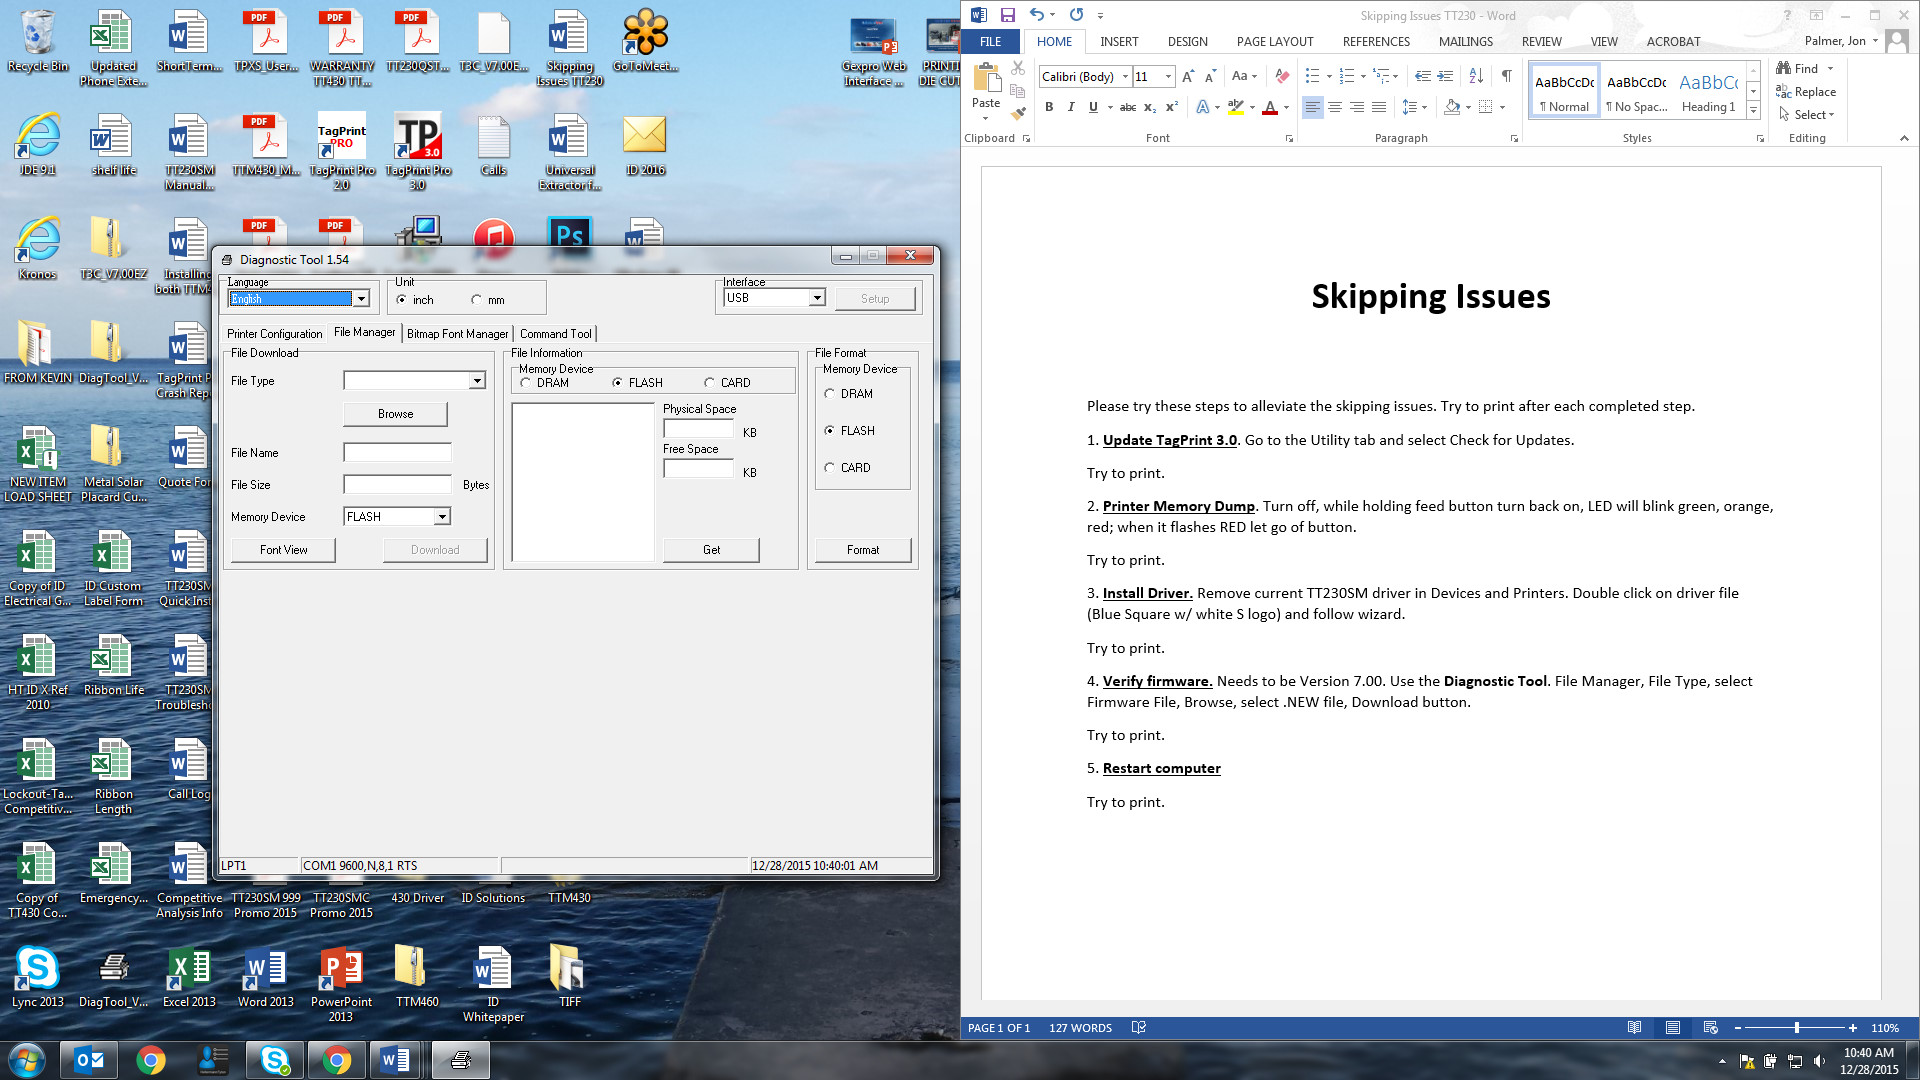 Recycle Bin
Updated Phone Exte...
ShortTerm...
TPXS_User...
WARRANTY TT430 TT...
TT230QST...
T3C_V7.00E...
Skipping Issues TT230
GoToMeet...
Gexpro Web Interface ...
JDE 9.1
shelf life
TT230SM Manual...
TTM430_M...
TagPrint Pro 2.0
TagPrint Pro 3.0
Calls
Universal Extractor f...
ID 2016
Kronos
T3C_V7.00EZ
FROM KEVIN
DiagTool_V...
NEW ITEM LOAD SHEET
Metal Solar Placard Cu...
Copy of ID Electrical G...
ID Custom Label Form
HT ID X Ref 2010
Ribbon Life
Lockout-Ta... Competitiv...
Ribbon Length
Call Log
Copy of TT430 Co...
Emergency...
Competitive Analysis Info
TT230SM 999 Promo 2015
TT230SMC Promo 2015
430 Driver
ID Solutions
TTM430
Lync 2013
DiagTool_V...
Excel 2013
Word 2013
PowerPoint 2013
TTM460
ID Whitepaper
TIFF
Diagnostic Tool 1.54
Language
English
Unit
inch
mm
Interface
USB
Setup
Printer Configuration
File Manager
Bitmap Font Manager
Command Tool
File Download
File Type
Browse
File Name
File Size
Bytes
Memory Device
FLASH
Font View
Download
File Information
Memory Device
DRAM
FLASH
CARD
Physical Space
KB
Free Space
KB
Get
File Format
Memory Device
DRAM
FLASH
CARD
Format
LPT1
COM1 9600,N,8,1 RTS
12/28/2015 10:40:01 AM
Skipping Issues TT230 - Word
FILE
HOME
INSERT
DESIGN
PAGE LAYOUT
REFERENCES
MAILINGS
REVIEW
VIEW
ACROBAT
Palmer, Jon
Paste
Calibri (Body)
11
AaBbCcDc
AaBbCcDc
AaBbC
¶ Normal
¶ No Spac...
Heading 1
Find
Replace
Select
Clipboard
Font
Paragraph
Styles
Editing
Skipping Issues
Please try these steps to alleviate the skipping issues. Try to print after each completed step.
1. Update TagPrint 3.0. Go to the Utility tab and select Check for Updates.
Try to print.
2. Printer Memory Dump. Turn off, while holding feed button turn back on, LED will blink green, orange,
red; when it flashes RED let go of button.
Try to print.
3. Install Driver. Remove current TT230SM driver in Devices and Printers. Double click on driver file
(Blue Square w/ white S logo) and follow wizard.
Try to print.
4. Verify firmware. Needs to be Version 7.00. Use the Diagnostic Tool. File Manager, File Type, select
Firmware File, Browse, select .NEW file, Download button.
Try to print.
5. Restart computer
Try to print.
PAGE 1 OF 1
127 WORDS
110%
10:40 AM
12/28/2015